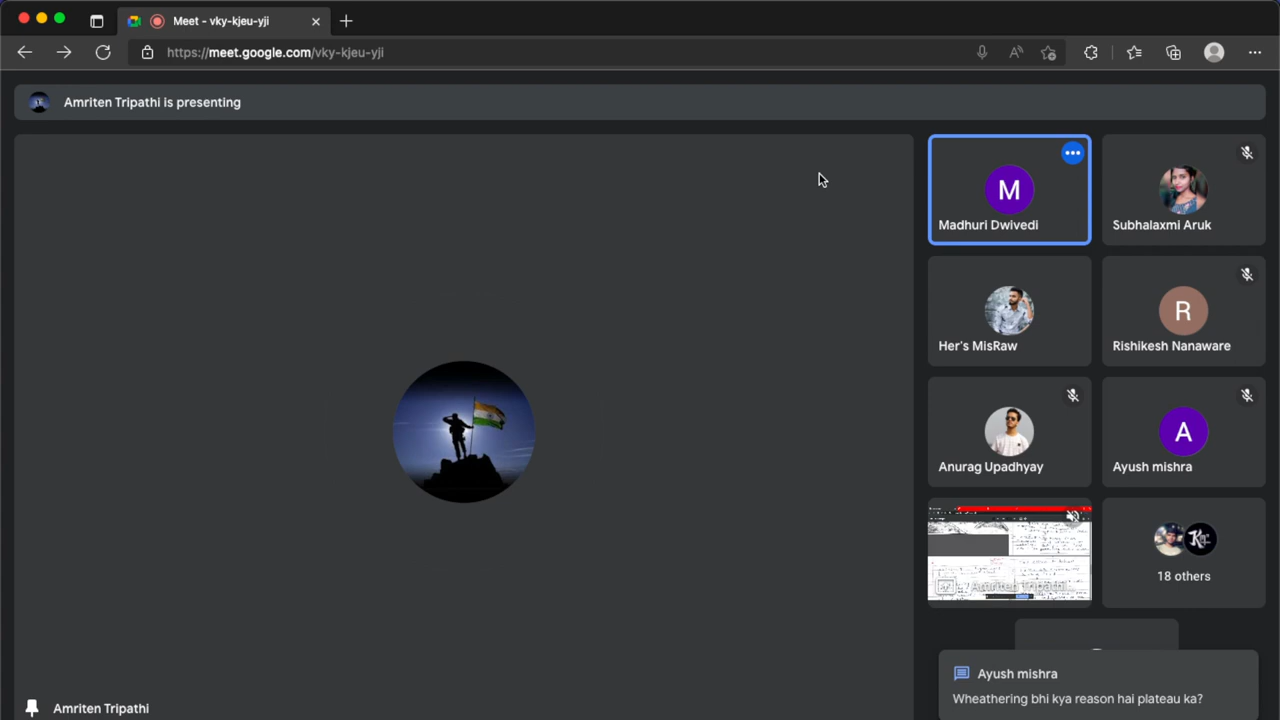 Meet - vky-kjeu-yji
https://meet.google.com/vky-kjeu-yji
Amriten Tripathi is presenting
M
Madhuri Dwivedi
Subhalaxmi Aruk
Her's MisRaw
R
Rishikesh Nanaware
Anurag Upadhyay
A
Ayush mishra
Amriten Tripathi
18 others
Amriten Tripathi
Ayush mishra
Wheathering bhi kya reason hai plateau ka?